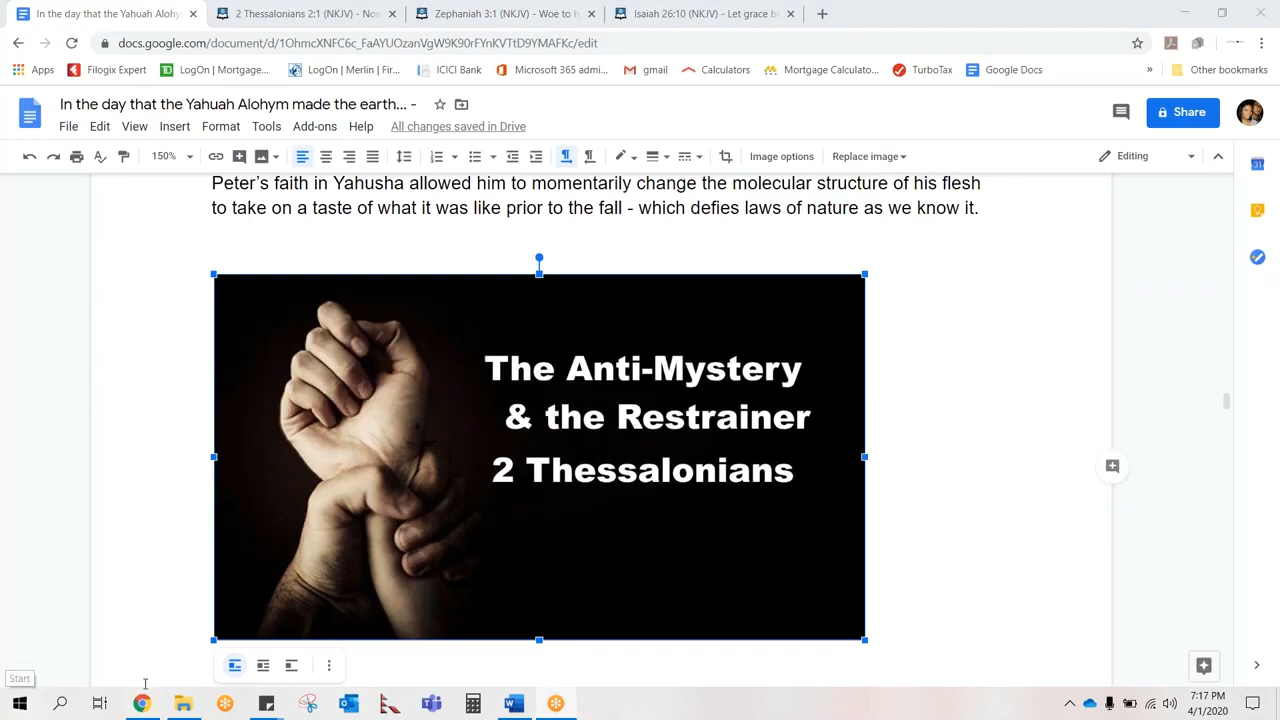 In the day that the Yahuah Alohy
2 Thessalonians 2:1 (NKJV) - No
Zephaniah 3:1 (NKJV) - Woe to h
Isaiah 26:10 (NKJV) - Let grace b
docs.google.com/document/d/1OhmcXNFC6c_FaAYUOzanVgW9K90rFYnKVTtD9YMAFKc/edit
Apps
Filogix Expert
LogOn | Mortgage...
LogOn | Merlin | Fir...
ICICI Bank
Microsoft 365 admi...
gmail
Calculators
Mortgage Calculato...
TurboTax
Google Docs
»
Other bookmarks
In the day that the Yahuah Alohym made the earth... -
File Edit View Insert Format Tools Add-ons Help All changes saved in Drive
Share
150%
Image options
Replace image
Editing
Peter's faith in Yahusha allowed him to momentarily change the molecular structure of his flesh
to take on a taste of what it was like prior to the fall - which defies laws of nature as we know it.
The Anti-Mystery
& the Restrainer
2 Thessalonians
Start
7:17 PM
4/1/2020